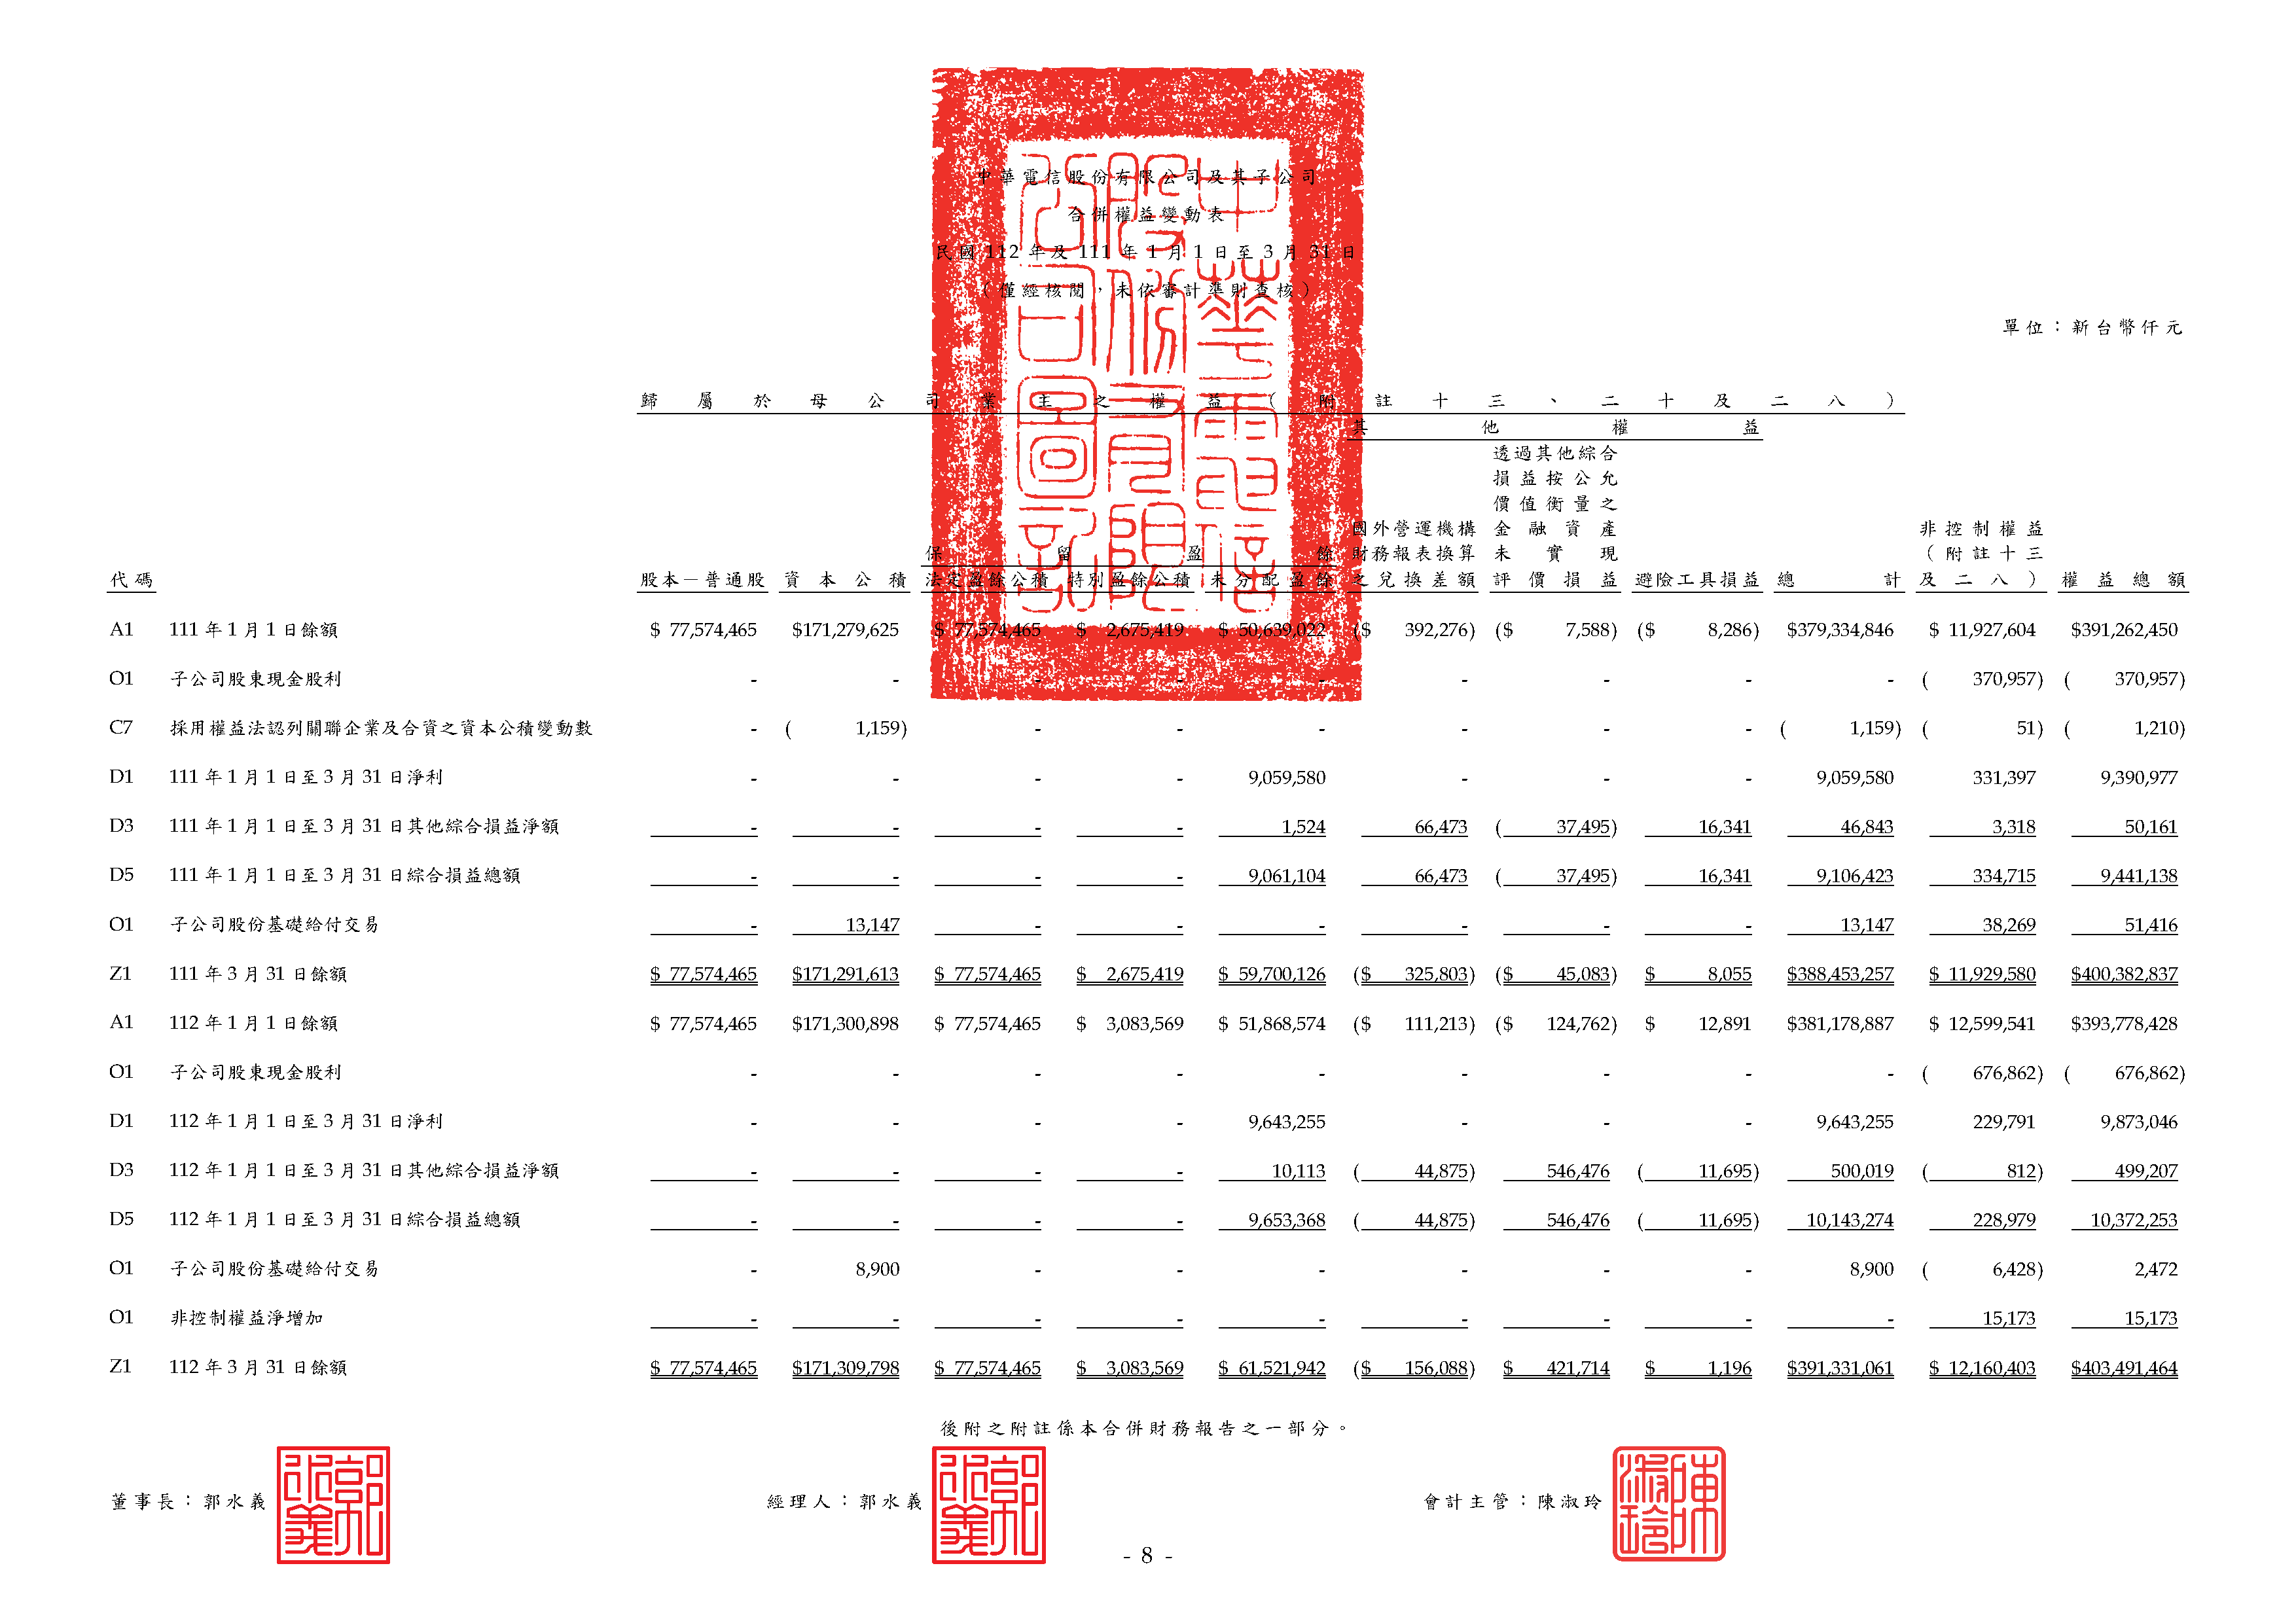 中華電信股份有限公司及其子公司
合併權益變動表
民國 112 年及 111 年 1 月 1 日至 3 月 31 日
（僅經核閱，未依審計準則查核）
單位：新台幣仟元
歸屬於母公司業主之權益（附註十三、二十及二八）
其他權益
透過其他綜合
損益按公允
價值衡量之
國外營運機構 金融資產 非控制權益
保留盈餘 財務報表換算 未實現 （附註十三
代碼 股本－普通股 資本公積 法定盈餘公積 特別盈餘公積 未分配盈餘 之兌換差額 評價損益 避險工具損益 總計 及二八） 權益總額
A1 111 年 1 月 1 日餘額 $ 77,574,465 $171,279,625 $ 77,574,465 $ 2,675,419 $ 50,639,022 ($ 392,276) ($ 7,588) ($ 8,286) $379,334,846 $ 11,927,604 $391,262,450
O1 子公司股東現金股利 - - - - - - - - - ( 370,957) ( 370,957)
C7 採用權益法認列關聯企業及合資之資本公積變動數 - ( 1,159) - - - - - - ( 1,159) ( 51) ( 1,210)
D1 111 年 1 月 1 日至 3 月 31 日淨利 - - - - 9,059,580 - - - 9,059,580 331,397 9,390,977
D3 111 年 1 月 1 日至 3 月 31 日其他綜合損益淨額 - - - - 1,524 66,473 ( 37,495) 16,341 46,843 3,318 50,161
D5 111 年 1 月 1 日至 3 月 31 日綜合損益總額 - - - - 9,061,104 66,473 ( 37,495) 16,341 9,106,423 334,715 9,441,138
O1 子公司股份基礎給付交易 - 13,147 - - - - - - 13,147 38,269 51,416
Z1 111 年 3 月 31 日餘額 $ 77,574,465 $171,291,613 $ 77,574,465 $ 2,675,419 $ 59,700,126 ($ 325,803) ($ 45,083) $ 8,055 $388,453,257 $ 11,929,580 $400,382,837
A1 112 年 1 月 1 日餘額 $ 77,574,465 $171,300,898 $ 77,574,465 $ 3,083,569 $ 51,868,574 ($ 111,213) ($ 124,762) $ 12,891 $381,178,887 $ 12,599,541 $393,778,428
O1 子公司股東現金股利 - - - - - - - - - ( 676,862) ( 676,862)
D1 112 年 1 月 1 日至 3 月 31 日淨利 - - - - 9,643,255 - - - 9,643,255 229,791 9,873,046
D3 112 年 1 月 1 日至 3 月 31 日其他綜合損益淨額 - - - - 10,113 ( 44,875) 546,476 ( 11,695) 500,019 ( 812) 499,207
D5 112 年 1 月 1 日至 3 月 31 日綜合損益總額 - - - - 9,653,368 ( 44,875) 546,476 ( 11,695) 10,143,274 228,979 10,372,253
O1 子公司股份基礎給付交易 - 8,900 - - - - - - 8,900 ( 6,428) 2,472
O1 非控制權益淨增加 - - - - - - - - - 15,173 15,173
Z1 112 年 3 月 31 日餘額 $ 77,574,465 $171,309,798 $ 77,574,465 $ 3,083,569 $ 61,521,942 ($ 156,088) $ 421,714 $ 1,196 $391,331,061 $ 12,160,403 $403,491,464
後附之附註係本合併財務報告之一部分。
董事長：郭水義 經理人：郭水義 會計主管：陳淑玲
- 8 -